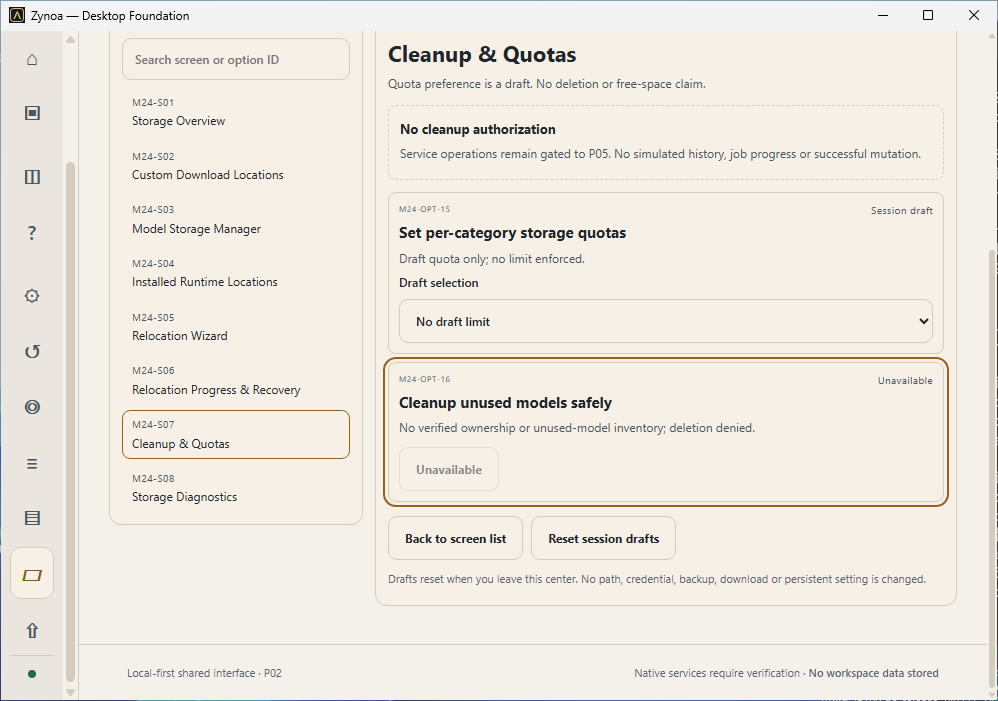 Zynoa — Desktop Foundation
Search screen or option ID
M24-S01
Storage Overview
M24-S02
Custom Download Locations
M24-S03
Model Storage Manager
M24-S04
Installed Runtime Locations
M24-S05
Relocation Wizard
M24-S06
Relocation Progress & Recovery
M24-S07
Cleanup & Quotas
M24-S08
Storage Diagnostics
Cleanup & Quotas
Quota preference is a draft. No deletion or free-space claim.
No cleanup authorization
Service operations remain gated to P05. No simulated history, job progress or successful mutation.
M24-OPT-15
Session draft
Set per-category storage quotas
Draft quota only; no limit enforced.
Draft selection
No draft limit
M24-OPT-16
Unavailable
Cleanup unused models safely
No verified ownership or unused-model inventory; deletion denied.
Unavailable
Back to screen list
Reset session drafts
Drafts reset when you leave this center. No path, credential, backup, download or persistent setting is changed.
Local-first shared interface · P02
Native services require verification · No workspace data stored